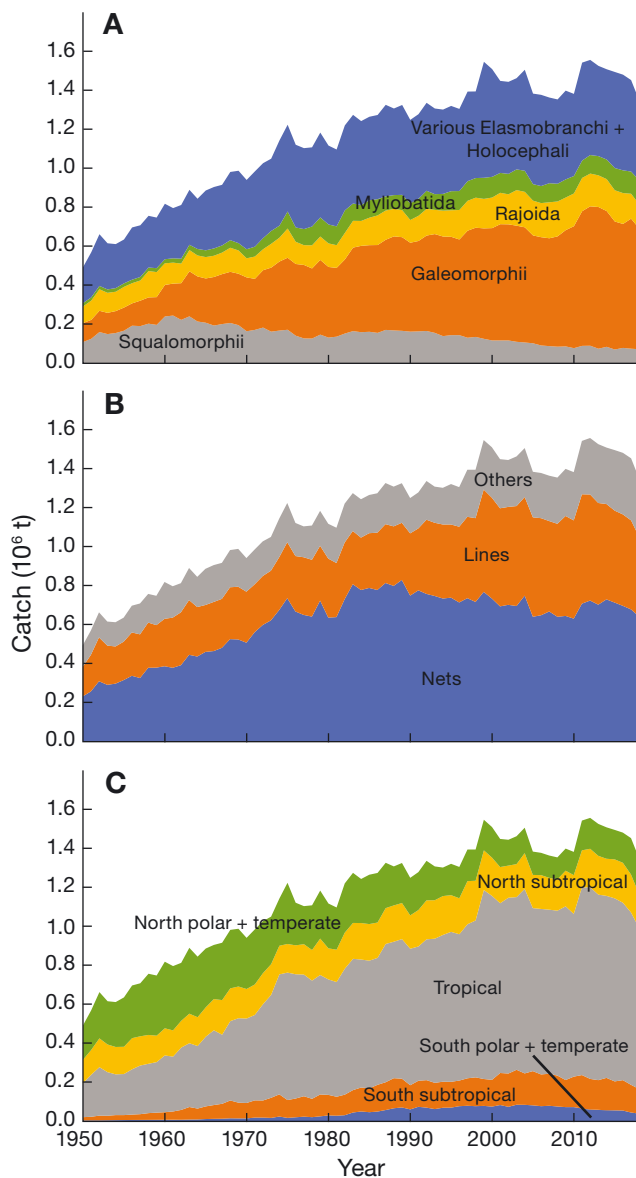 A
1.6
1.4
1.2
1.0
0.8
0.6
0.4
0.2
0.0
Various Elasmobranchi +
Holocephali
Myliobatida
Rajoida
Galeomorphii
Squalomorphii
B
Catch (10⁶ t)
1.6
1.4
1.2
1.0
0.8
0.6
0.4
0.2
0.0
Others
Lines
Nets
C
1.6
1.4
1.2
1.0
0.8
0.6
0.4
0.2
0.0
North subtropical
North polar + temperate
Tropical
South polar + temperate
South subtropical
1950 1960 1970 1980 1990 2000 2010
Year